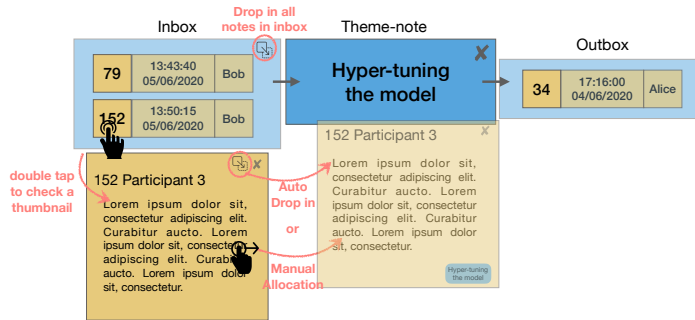 Drop in all
notes in inbox
Inbox
Theme-note
Outbox
79
13:43:40
05/06/2020
Bob
152
13:50:15
05/06/2020
Bob
Hyper-tuning
the model
34
17:16:00
04/06/2020
Alice
double tap
to check a
thumbnail
152 Participant 3
Lorem ipsum dolor sit,
consectetur adipiscing elit.
Curabitur aucto. Lorem
ipsum dolor sit, consectetur
adipiscing elit. Curabitur
aucto. Lorem ipsum dolor
sit, consectetur.
Auto
Drop in
or
Manual
Allocation
152 Participant 3
Lorem ipsum dolor sit,
consectetur adipiscing elit.
Curabitur aucto. Lorem
ipsum dolor sit, consectetur
adipiscing elit. Curabitur
aucto. Lorem ipsum dolor
sit, consectetur.
Hyper-tuning
the model